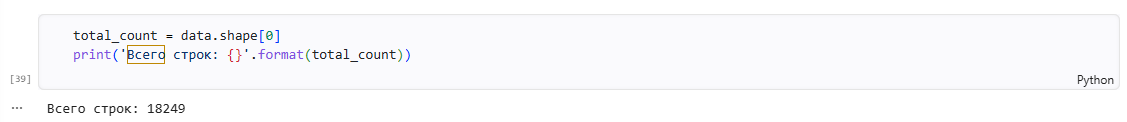 total_count = data.shape[0]
print('Всего строк: {}'.format(total_count))
[39]
Python
... Всего строк: 18249